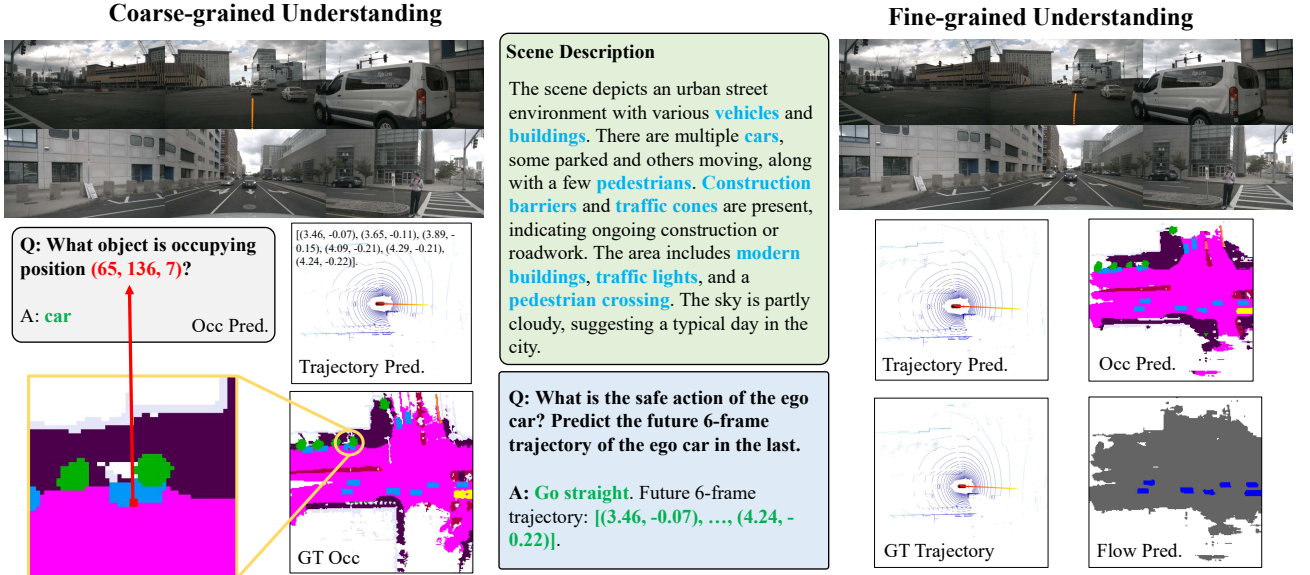 Coarse-grained Understanding
Q: What object is occupying
position (65, 136, 7)?
A: car
Occ Pred.
[(3.46, -0.07), (3.65, -0.11), (3.89, -
0.15), (4.09, -0.21), (4.29, -0.21),
(4.24, -0.22)].
Trajectory Pred.
GT Occ
Scene Description
The scene depicts an urban street
environment with various vehicles and
buildings. There are multiple cars,
some parked and others moving, along
with a few pedestrians. Construction
barriers and traffic cones are present,
indicating ongoing construction or
roadwork. The area includes modern
buildings, traffic lights, and a
pedestrian crossing. The sky is partly
cloudy, suggesting a typical day in the
city.
Q: What is the safe action of the ego
car? Predict the future 6-frame
trajectory of the ego car in the last.
A: Go straight. Future 6-frame
trajectory: [(3.46, -0.07), …, (4.24, -
0.22)].
Fine-grained Understanding
Trajectory Pred.
Occ Pred.
GT Trajectory
Flow Pred.